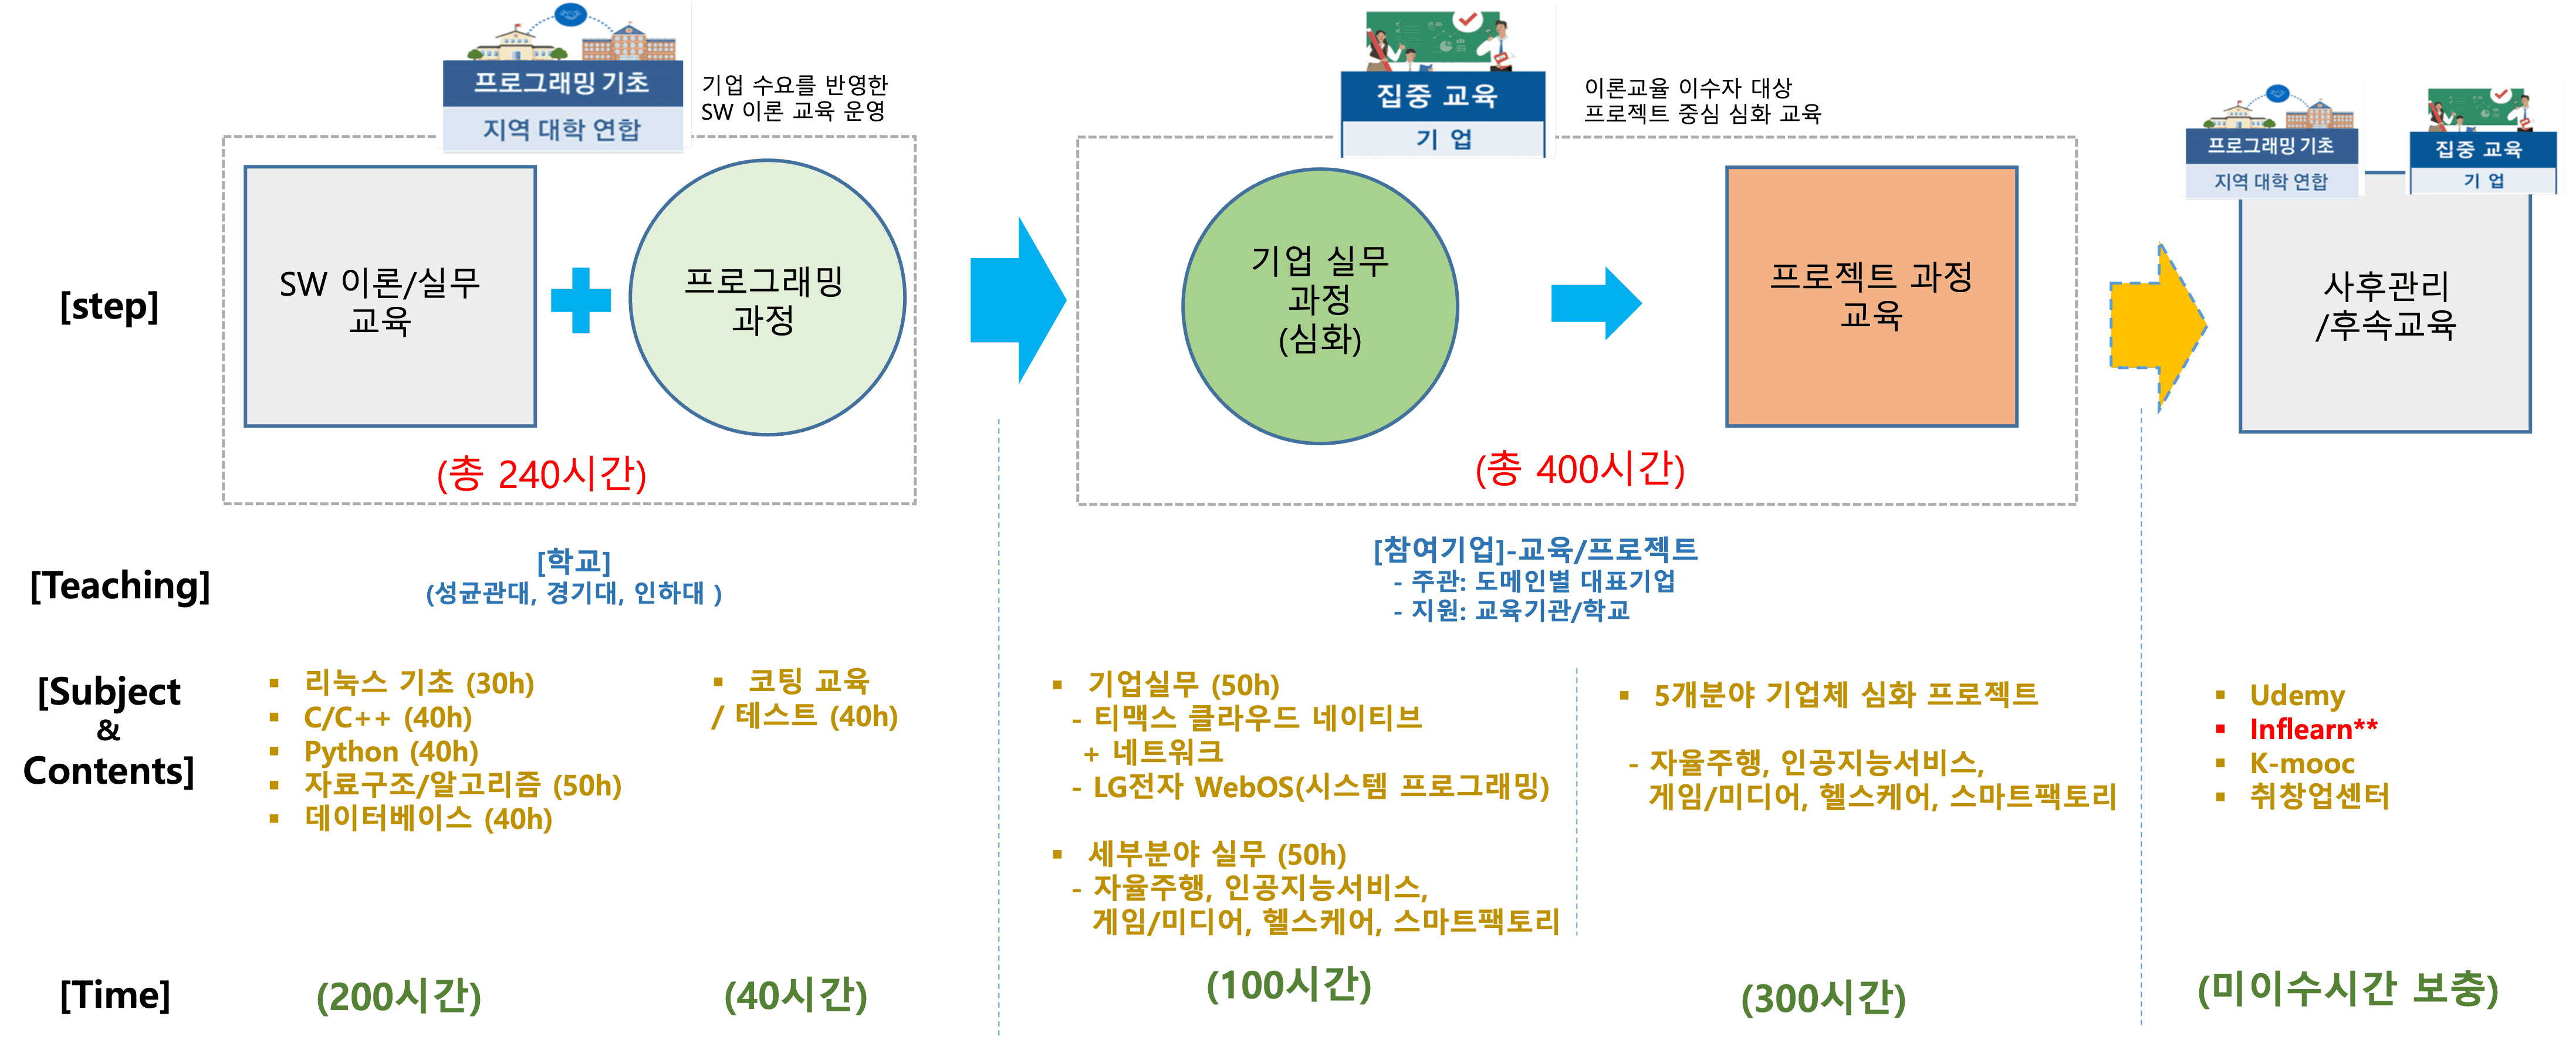 프로그래밍 기초
지역 대학 연합
기업 수요를 반영한
SW 이론 교육 운영
집중 교육
기 업
이론교율 이수자 대상
프로젝트 중심 심화 교육
프로그래밍 기초
지역 대학 연합
집중 교육
기 업
[step]
SW 이론/실무
교육
프로그래밍
과정
(총 240시간)
기업 실무
과정
(심화)
프로젝트 과정
교육
(총 400시간)
사후관리
/후속교육
[Teaching]
[학교]
(성균관대, 경기대, 인하대 )
[참여기업]-교육/프로젝트
- 주관: 도메인별 대표기업
- 지원: 교육기관/학교
[Subject
&
Contents]
▪ 리눅스 기초 (30h)
▪ C/C++ (40h)
▪ Python (40h)
▪ 자료구조/알고리즘 (50h)
▪ 데이터베이스 (40h)
▪ 코팅 교육
/ 테스트 (40h)
▪ 기업실무 (50h)
- 티맥스 클라우드 네이티브
+ 네트워크
- LG전자 WebOS(시스템 프로그래밍)
▪ 세부분야 실무 (50h)
- 자율주행, 인공지능서비스,
게임/미디어, 헬스케어, 스마트팩토리
▪ 5개분야 기업체 심화 프로젝트
- 자율주행, 인공지능서비스,
게임/미디어, 헬스케어, 스마트팩토리
▪ Udemy
▪ Inflearn**
▪ K-mooc
▪ 취창업센터
[Time]
(200시간)
(40시간)
(100시간)
(300시간)
(미이수시간 보충)